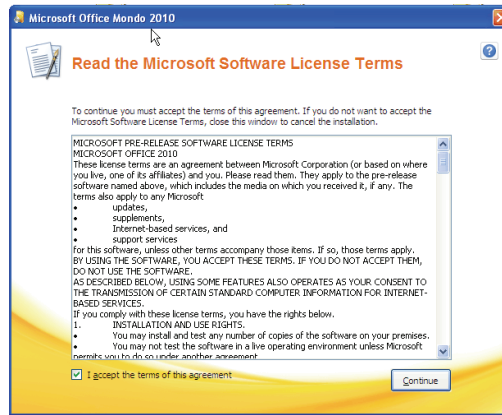 Microsoft Office Mondo 2010
Read the Microsoft Software License Terms
To continue you must accept the terms of this agreement. If you do not want to accept the
Microsoft Software License Terms, close this window to cancel the installation.
MICROSOFT PRE-RELEASE SOFTWARE LICENSE TERMS
MICROSOFT OFFICE 2010
These license terms are an agreement between Microsoft Corporation (or based on where
you live, one of its affiliates) and you. Please read them. They apply to the pre-release
software named above, which includes the media on which you received it, if any. The
terms also apply to any Microsoft
• updates,
• supplements,
• Internet-based services, and
• support services
for this software, unless other terms accompany those items. If so, those terms apply.
BY USING THE SOFTWARE, YOU ACCEPT THESE TERMS. IF YOU DO NOT ACCEPT THEM,
DO NOT USE THE SOFTWARE.
AS DESCRIBED BELOW, USING SOME FEATURES ALSO OPERATES AS YOUR CONSENT TO
THE TRANSMISSION OF CERTAIN STANDARD COMPUTER INFORMATION FOR INTERNET-
BASED SERVICES.
If you comply with these license terms, you have the rights below.
1. INSTALLATION AND USE RIGHTS.
• You may install and test any number of copies of the software on your premises.
• You may not test the software in a live operating environment unless Microsoft
permits you to do so under another agreement
I accept the terms of this agreement
Continue